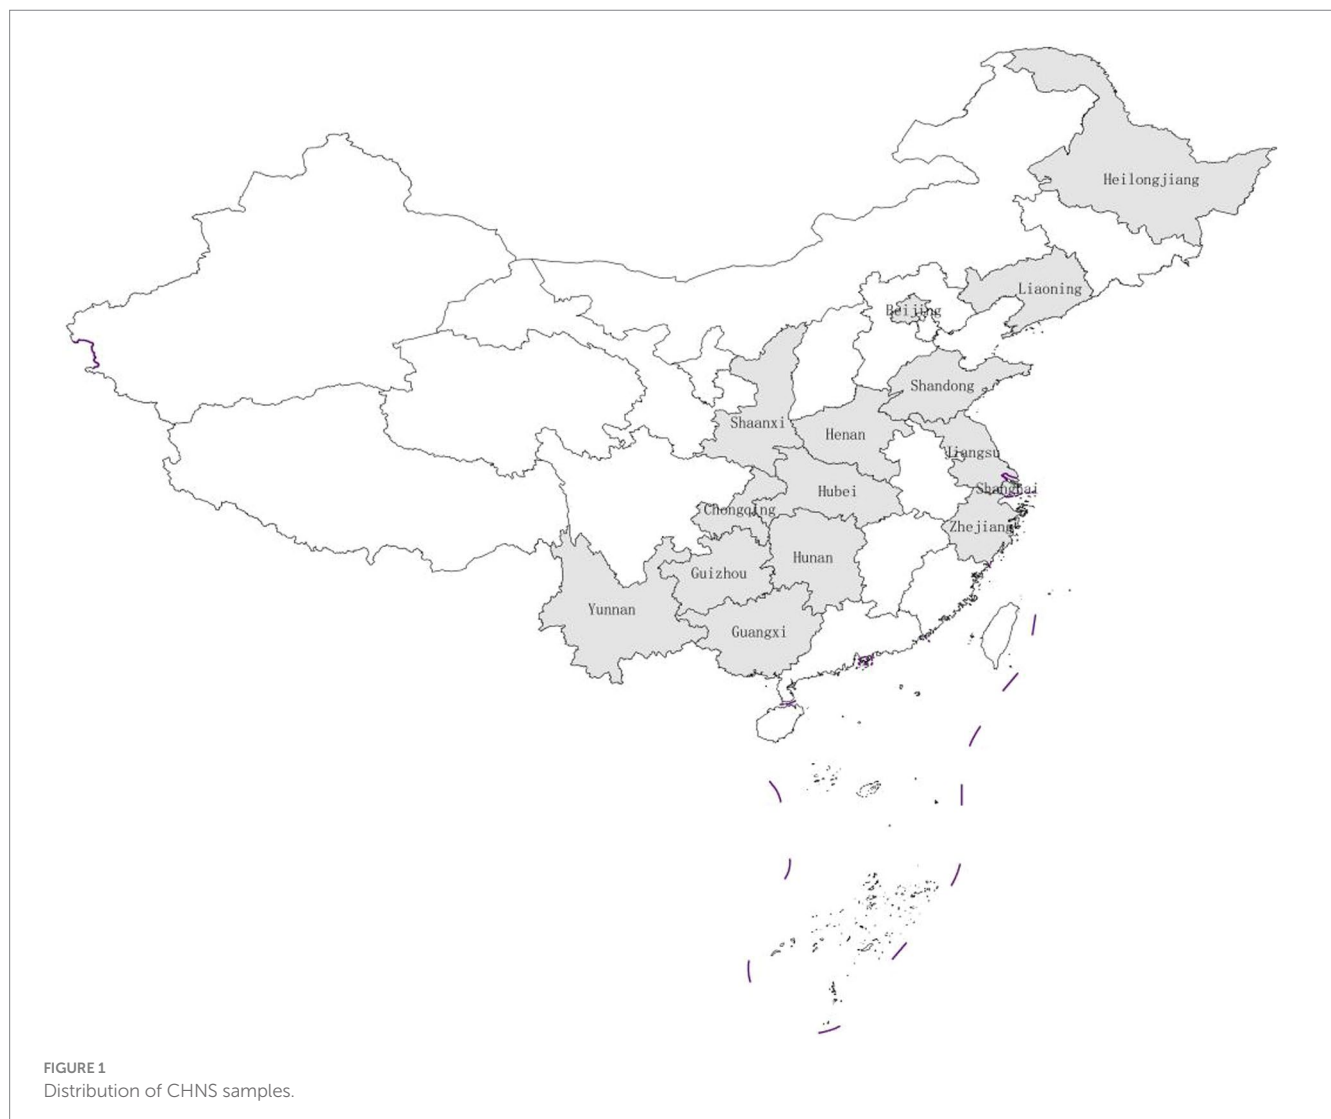 Heilongjiang
Liaoning
Beijing
Shandong
Shaanxi
Henan
Jiangsu
Shanghai
Hubei
Chongqing
Zhejiang
Hunan
Guizhou
Yunnan
Guangxi
FIGURE 1
Distribution of CHNS samples.